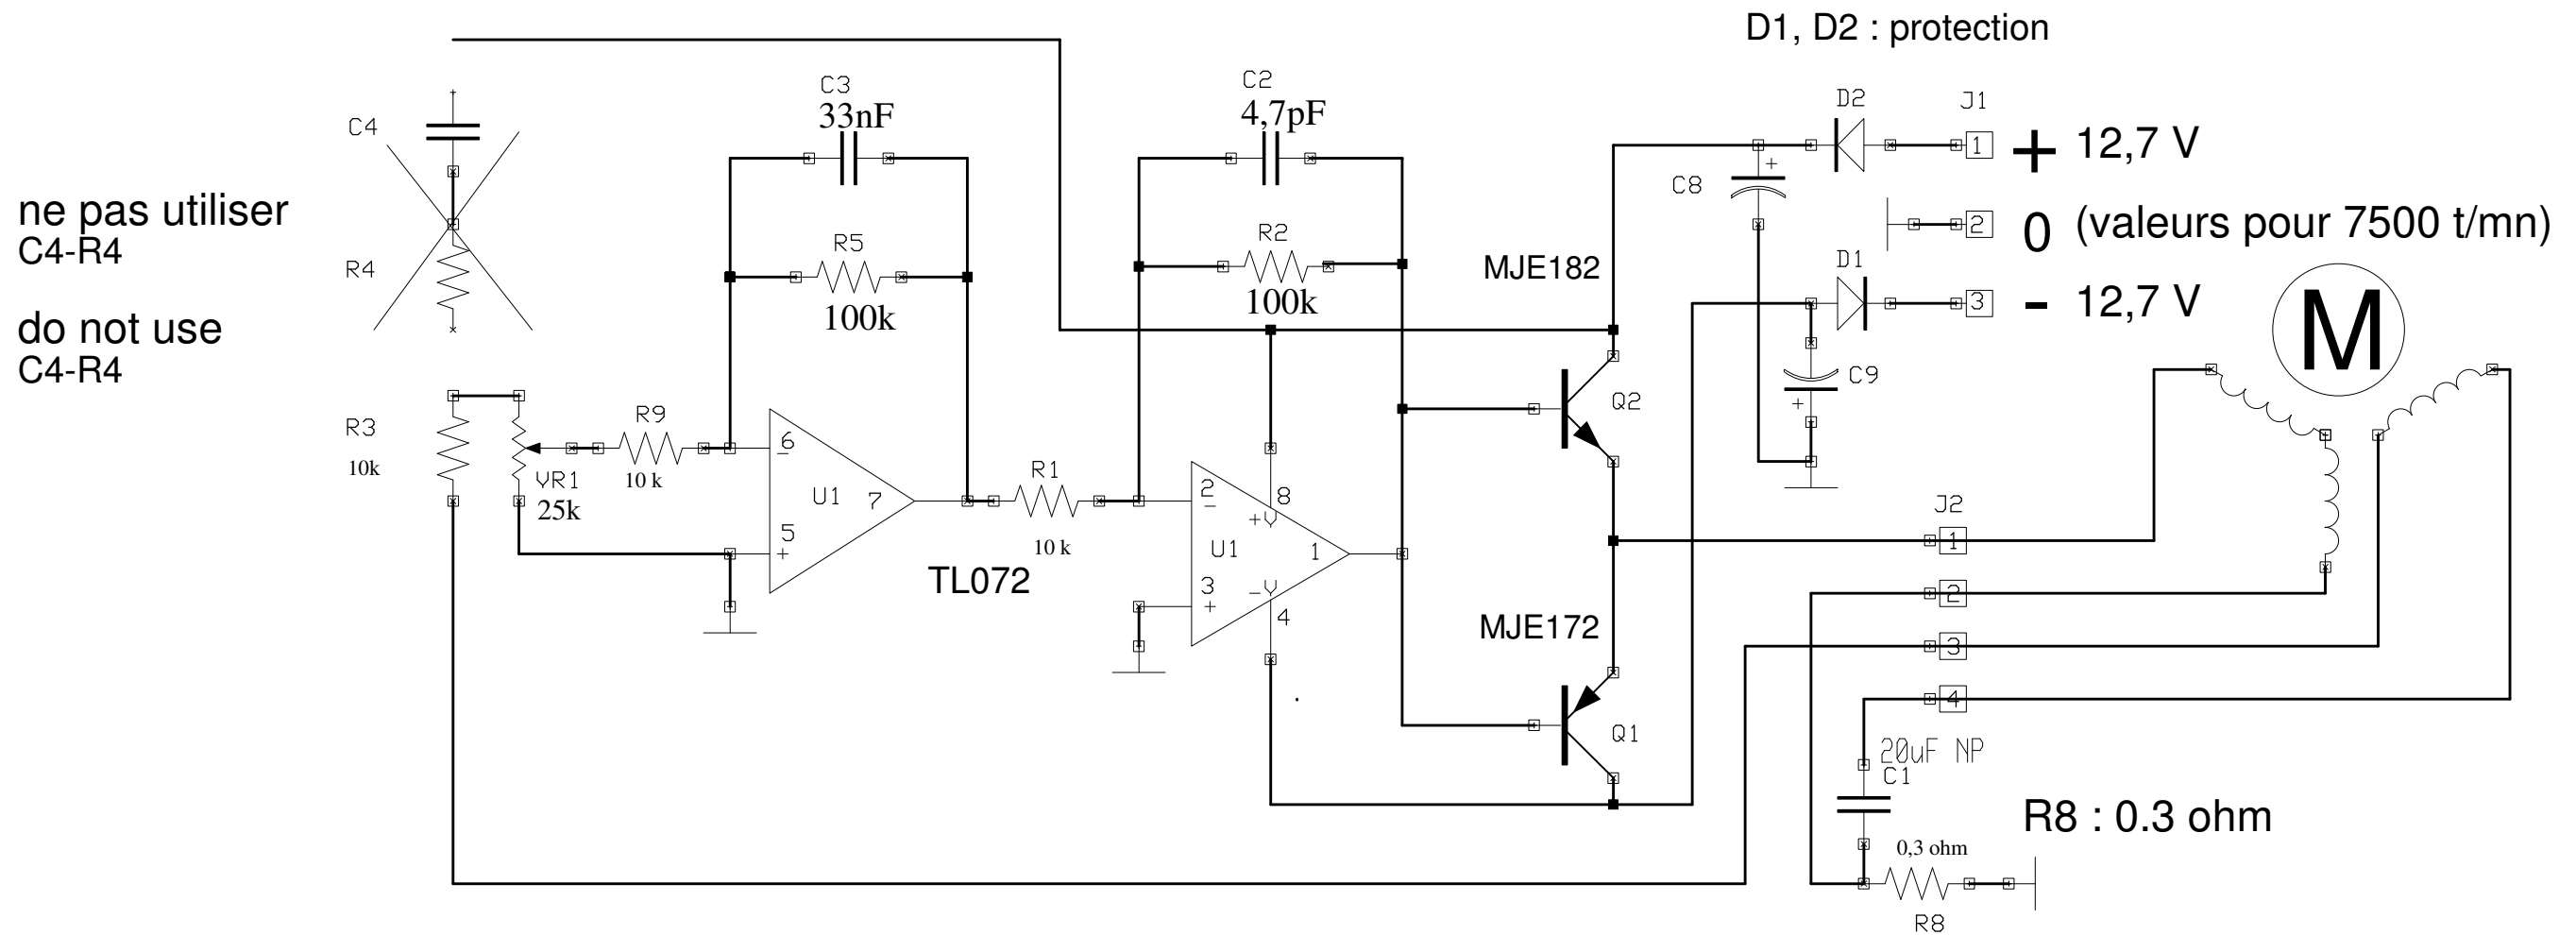 D1, D2 : protection
C3
33nF
C2
4,7pF
D2
J1
C4
+
1
+ 12,7 V
C8
+
ne pas utiliser
C4-R4
2
0 (valeurs pour 7500 t/mn)
R5
R2
MJE182
D1
R4
100k
100k
3
- 12,7 V
M
do not use
C4-R4
C9
+
Q2
R3
10k
R9
10 k
VR1
25k
6
-
U1
7
5
+
R1
10 k
TL072
2
-
8
+V
U1
1
3
+
-V
4
J2
1
2
3
4
MJE172
Q1
20uF NP
C1
R8 : 0.3 ohm
0,3 ohm
R8